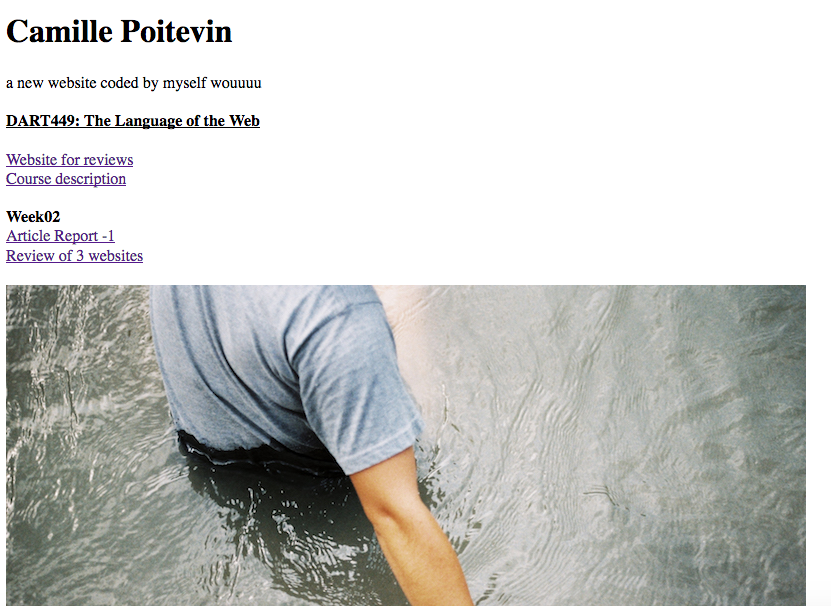 Camille Poitevin
a new website coded by myself wouuuu
DART449: The Language of the Web
Website for reviews
Course description
Week02
Article Report -1
Review of 3 websites